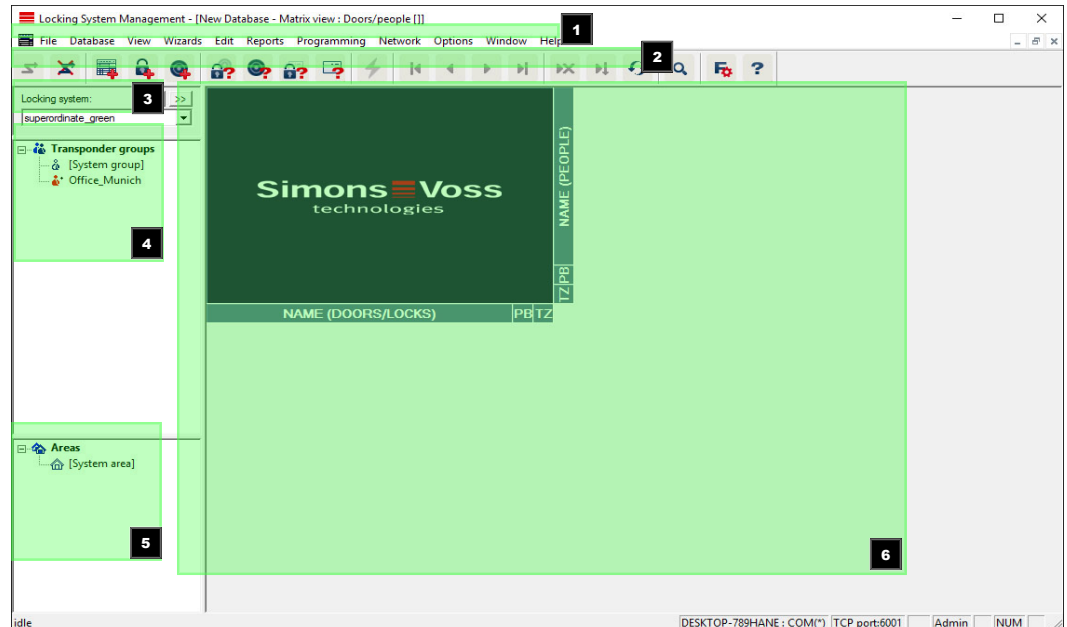 Locking System Management - [New Database - Matrix view : Doors/people []]
1
File Database View Wizards Edit Reports Programming Network Options Window Help
2
Locking system:
3
>>
superordinate_green
Transponder groups
[System group]
Office_Munich
4
Simons Voss
technologies
NAME (PEOPLE)
PB
TZ
NAME (DOORS/LOCKS) PB TZ
Areas
[System area]
5
6
idle
DESKTOP-789HANE : COM(*) TCP port:6001 Admin NUM